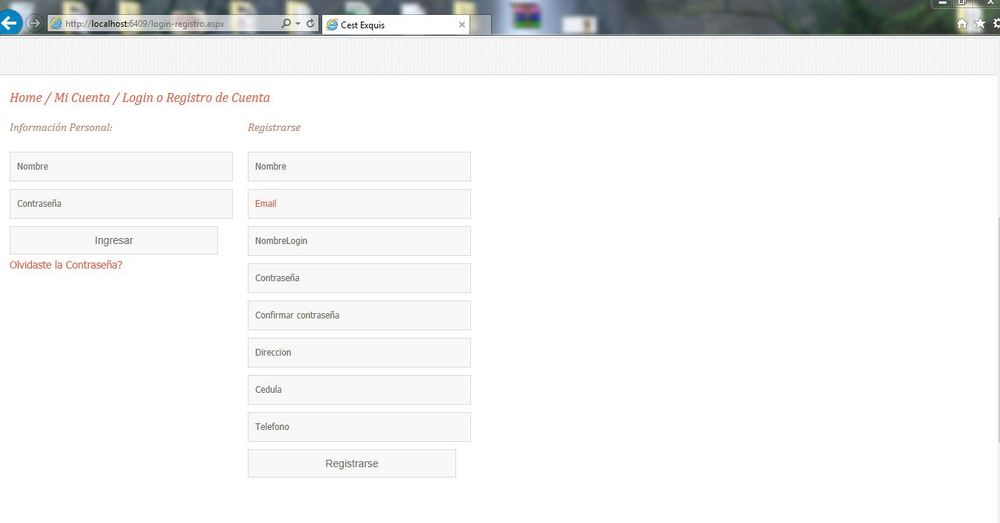 http://localhost:6409/login-registro.aspx
Cest Exquis
Home / Mi Cuenta / Login o Registro de Cuenta
Información Personal:
Nombre
Contraseña
Ingresar
Olvidaste la Contraseña?
Registrarse
Nombre
Email
NombreLogin
Contraseña
Confirmar contraseña
Direccion
Cedula
Telefono
Registrarse